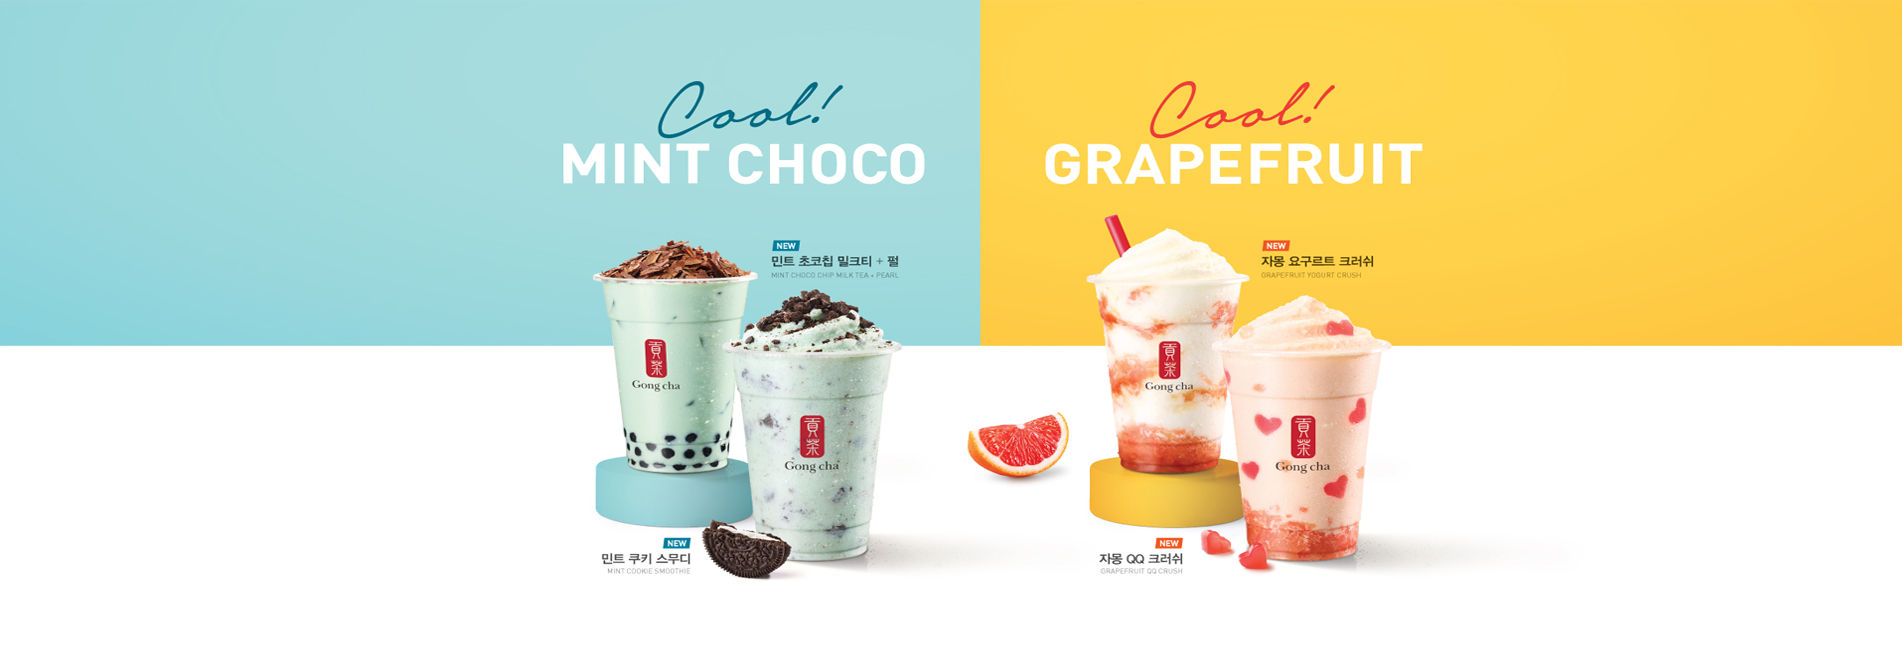 Cool!
MINT CHOCO
NEW
민트 초코칩 밀크티 + 펄
MINT CHOCO CHIP MILK TEA + PEARL
貢茶
Gong cha
貢茶
Gong cha
NEW
민트 쿠키 스무디
MINT COOKIE SMOOTHIE
Cool!
GRAPEFRUIT
NEW
자몽 요구르트 크러쉬
GRAPEFRUIT YOGURT CRUSH
貢茶
Gong cha
貢茶
Gong cha
NEW
자몽 QQ 크러쉬
GRAPEFRUIT QQ CRUSH